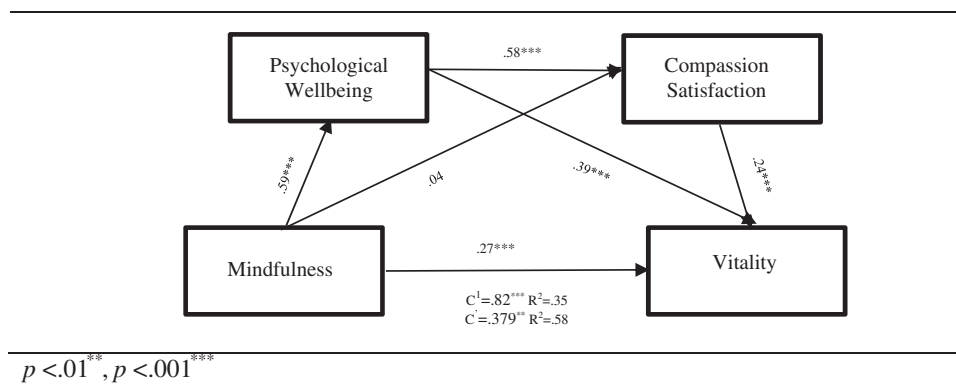 Psychological
Wellbeing
.58***
Compassion
Satisfaction
.59***
.04
.39***
.24***
Mindfulness
.27***
Vitality
C¹=.82*** R²=.35
C'=.379** R²=.58
p <.01**, p <.001***